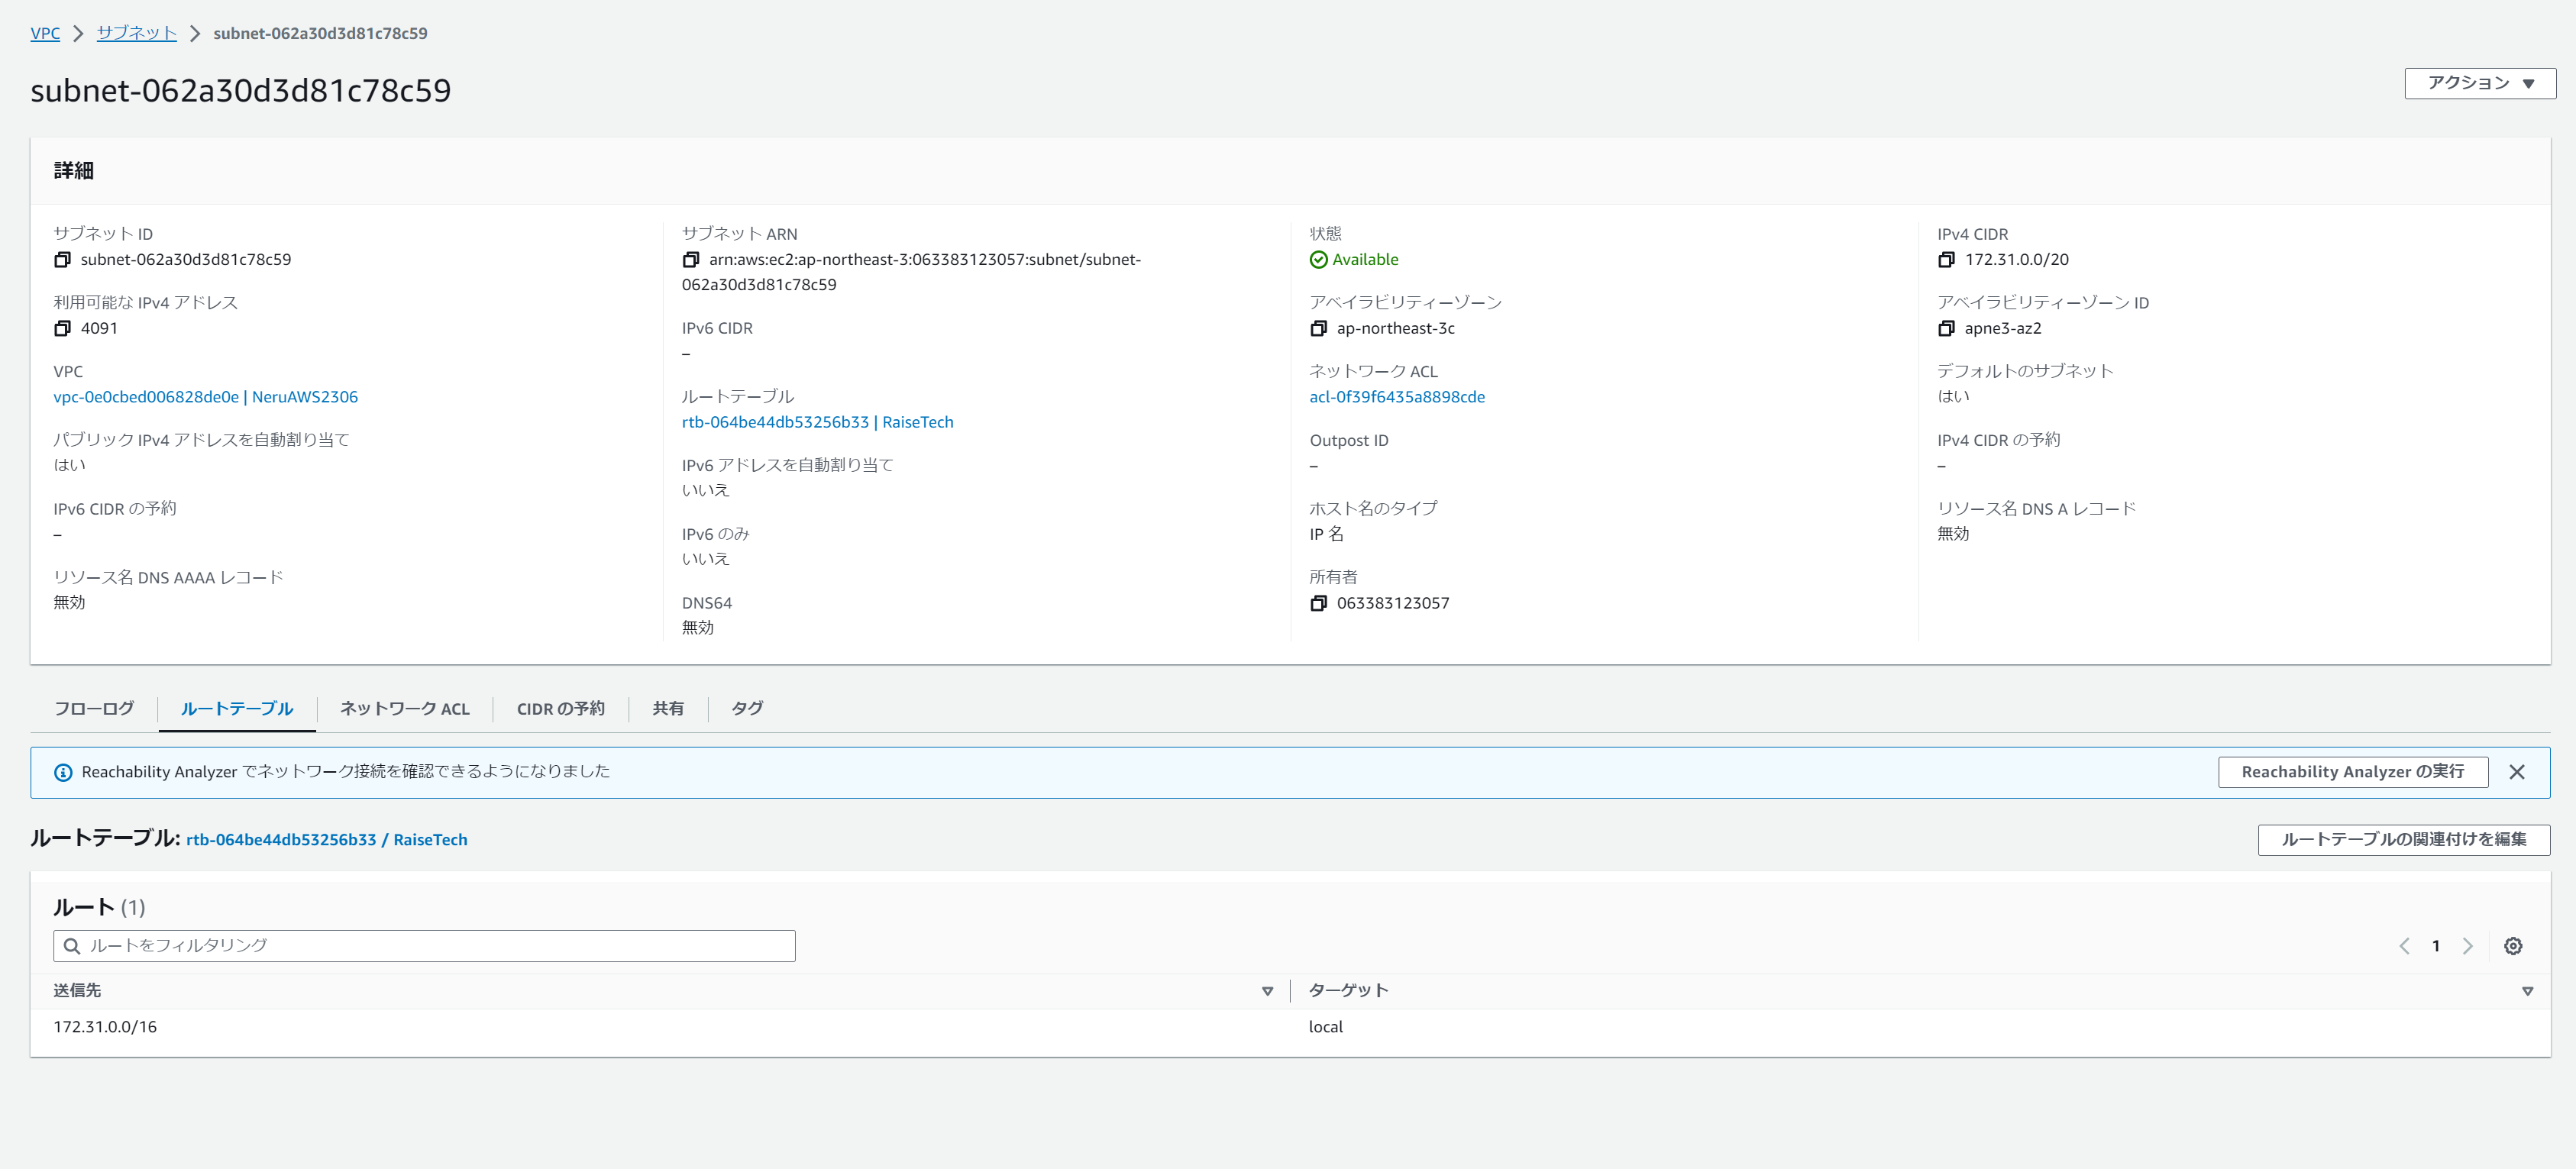 VPC > サブネット > subnet-062a30d3d81c78c59
subnet-062a30d3d81c78c59
アクション
詳細
サブネット ID
subnet-062a30d3d81c78c59
利用可能な IPv4 アドレス
4091
VPC
vpc-0e0cbed006828de0e | NeruAWS2306
パブリック IPv4 アドレスを自動割り当て
はい
IPv6 CIDR の予約
–
リソース名 DNS AAAA レコード
無効
サブネット ARN
arn:aws:ec2:ap-northeast-3:063383123057:subnet/subnet-
062a30d3d81c78c59
IPv6 CIDR
–
ルートテーブル
rtb-064be44db53256b33 | RaiseTech
IPv6 アドレスを自動割り当て
いいえ
IPv6 のみ
いいえ
DNS64
無効
状態
Available
アベイラビリティーゾーン
ap-northeast-3c
ネットワーク ACL
acl-0f39f6435a8898cde
Outpost ID
–
ホスト名のタイプ
IP 名
所有者
063383123057
IPv4 CIDR
172.31.0.0/20
アベイラビリティーゾーン ID
apne3-az2
デフォルトのサブネット
はい
IPv4 CIDR の予約
–
リソース名 DNS A レコード
無効
フローログ ルートテーブル ネットワーク ACL CIDR の予約 共有 タグ
Reachability Analyzer でネットワーク接続を確認できるようになりました
Reachability Analyzer の実行
ルートテーブル: rtb-064be44db53256b33 / RaiseTech
ルートテーブルの関連付けを編集
ルート (1)
ルートをフィルタリング
1
送信先 ターゲット
172.31.0.0/16 local